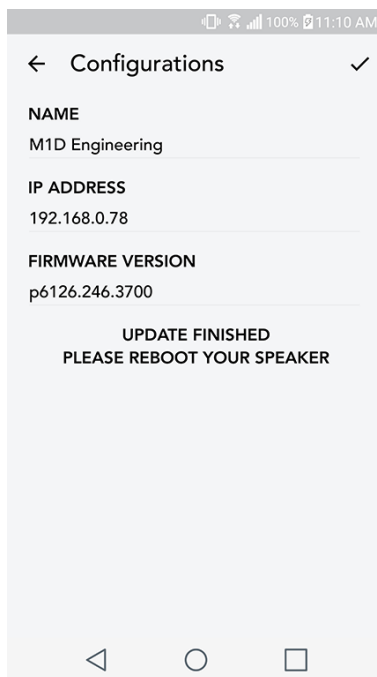 100% 11:10 AM
Configurations
NAME
M1D Engineering
IP ADDRESS
192.168.0.78
FIRMWARE VERSION
p6126.246.3700
UPDATE FINISHED
PLEASE REBOOT YOUR SPEAKER